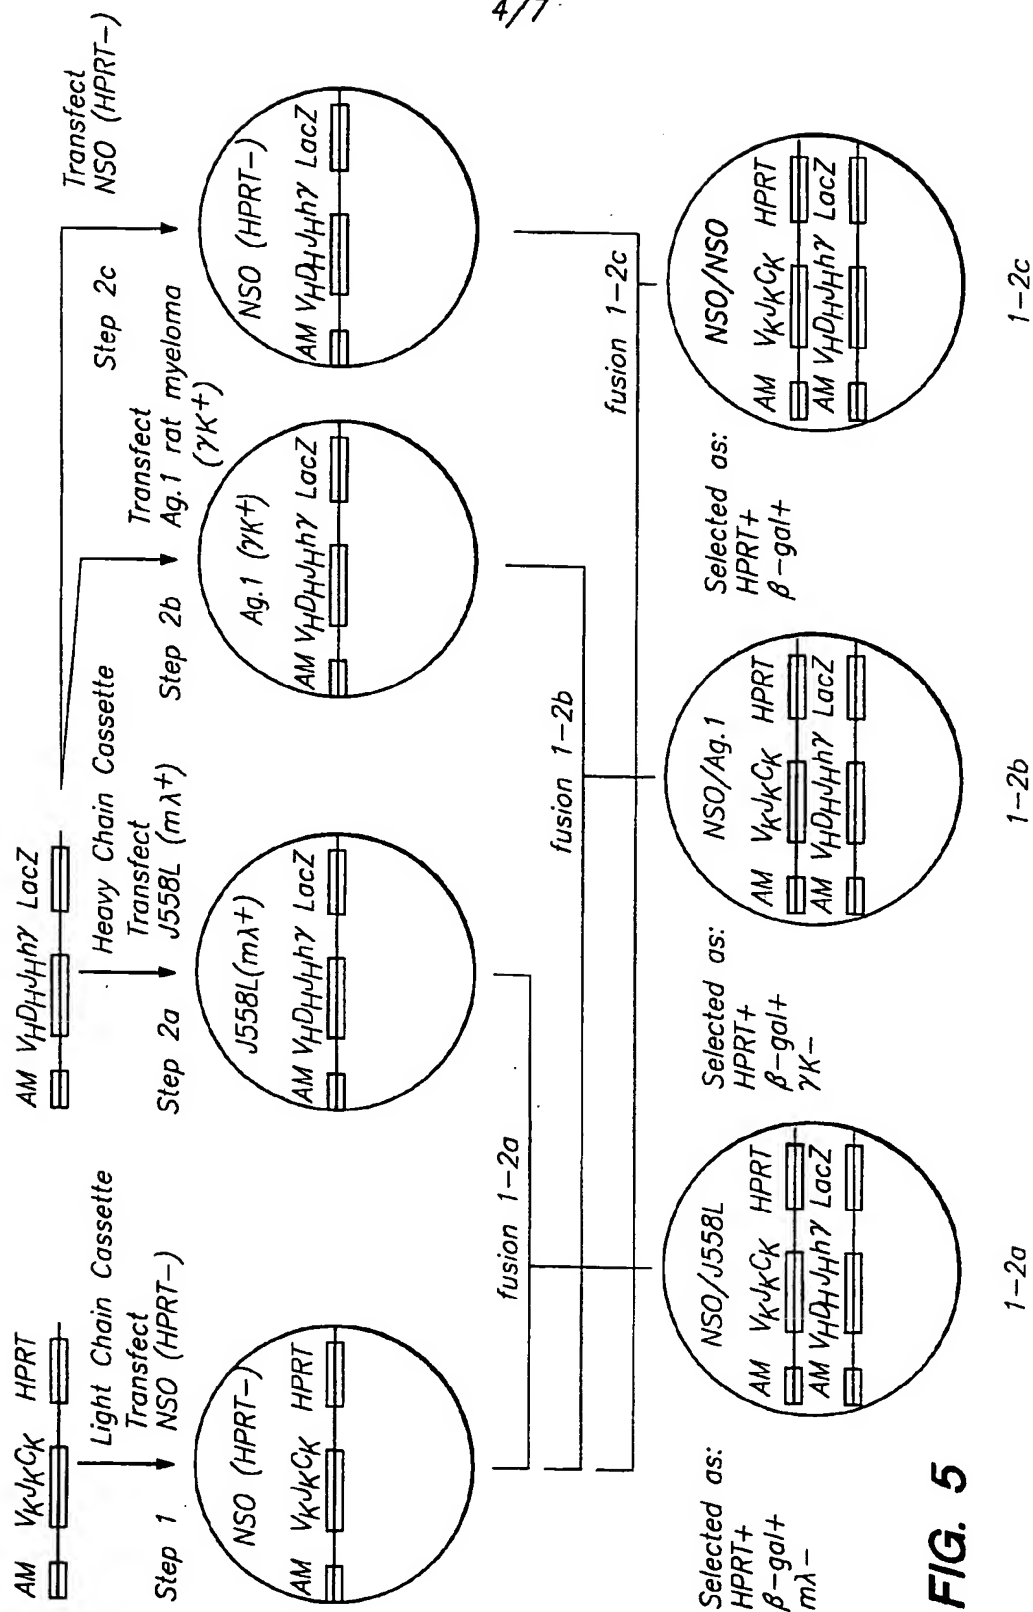 4/7
AM VKJKCK HPRT
Light Chain Cassette
Transfect
NSO (HPRT-)
Step 1
NSO (HPRT-)
AM VKJKCK HPRT
AM VHDHJHhγ LacZ
Heavy Chain Cassette
Transfect
J558L (mλ+)
Step 2a
J558L(mλ+)
AM VHDHJHhγ LacZ
Transfect
Ag.1 rat myeloma
(γK+)
Step 2b
Ag.1 (γK+)
AM VHDHJHhγ LacZ
Transfect
NSO (HPRT-)
Step 2c
NSO (HPRT-)
AM VHDHJHhγ LacZ
fusion 1-2a
fusion 1-2b
fusion 1-2c
Selected as:
HPRT+
β-gal+
mλ-
NSO/J558L
AM VKJKCK HPRT
AM VHDHJHhγ LacZ
1-2a
Selected as:
HPRT+
β-gal+
γK-
NSO/Ag.1
AM VKJKCK HPRT
AM VHDHJHhγ LacZ
1-2b
Selected as:
HPRT+
β-gal+
NSO/NSO
AM VKJKCK HPRT
AM VHDHJHhγ LacZ
1-2c
FIG. 5